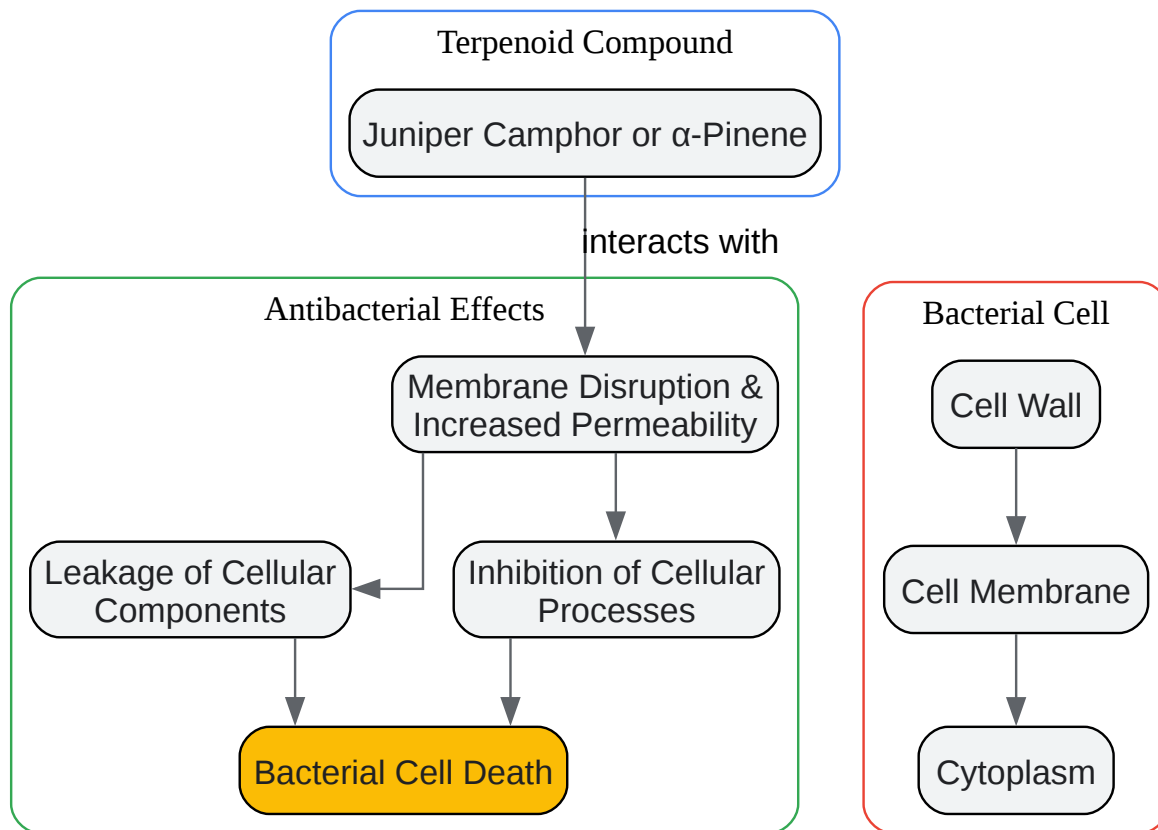 Terpenoid Compound
Juniper Camphor or α-Pinene
interacts with
Antibacterial Effects
Membrane Disruption &
Increased Permeability
Leakage of Cellular
Components
Inhibition of Cellular
Processes
Bacterial Cell Death
Bacterial Cell
Cell Wall
Cell Membrane
Cytoplasm